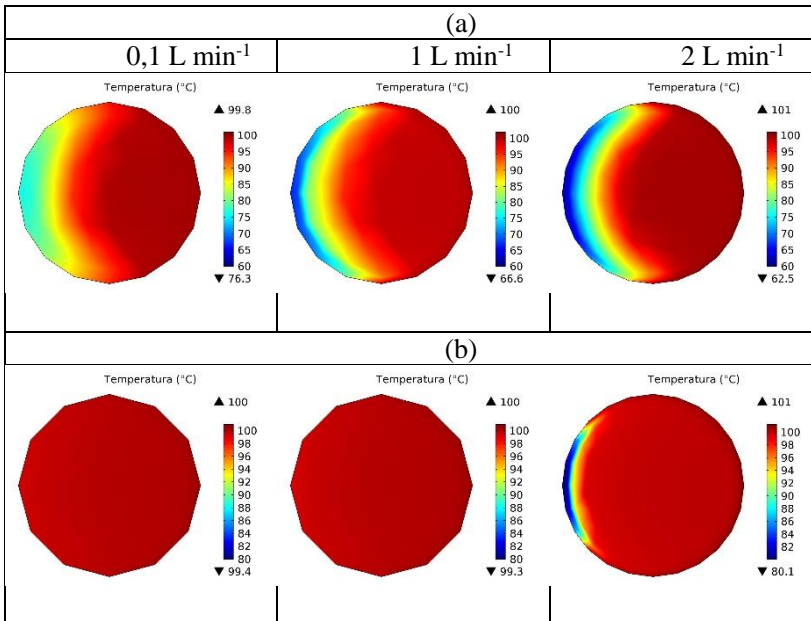 (a)
0,1 L min⁻¹ 1 L min⁻¹ 2 L min⁻¹
Temperatura (°C) Temperatura (°C) Temperatura (°C)
▲ 99.8 ▲ 100 ▲ 101
100 100 100
95 95 95
90 90 90
85 85 85
80 80 80
75 75 75
70 70 70
65 65 65
60 60 60
▼ 76.3 ▼ 66.6 ▼ 62.5
(b)
Temperatura (°C) Temperatura (°C) Temperatura (°C)
▲ 100 ▲ 100 ▲ 101
100 100 100
98 98 98
96 96 96
94 94 94
92 92 92
90 90 90
88 88 88
86 86 86
84 84 84
82 82 82
80 80
▼ 99.4 ▼ 99.3 ▼ 80.1